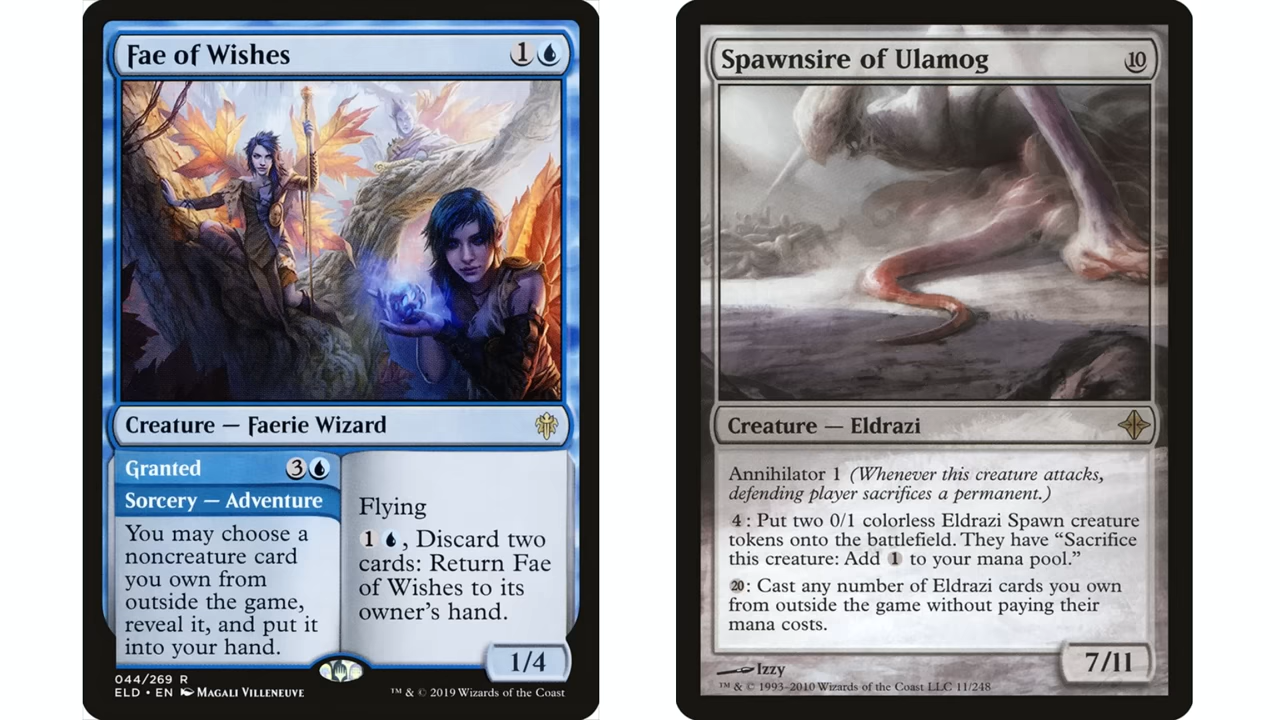 Fae of Wishes 1
Creature — Faerie Wizard
Granted 3
Sorcery — Adventure
You may choose a
noncreature card
you own from
outside the game,
reveal it, and put it
into your hand.
Flying
1 , Discard two
cards: Return Fae
of Wishes to its
owner's hand.
1/4
044/269 R
ELD • EN Magali Villeneuve
™ & © 2019 Wizards of the Coast
Spawnsire of Ulamog 10
Creature — Eldrazi
Annihilator 1 (Whenever this creature attacks,
defending player sacrifices a permanent.)
4: Put two 0/1 colorless Eldrazi Spawn creature
tokens onto the battlefield. They have “Sacrifice
this creature: Add 1 to your mana pool.”
20: Cast any number of Eldrazi cards you own
from outside the game without paying their
mana costs.
7/11
Izzy
™ & © 1993–2010 Wizards of the Coast LLC 11/248